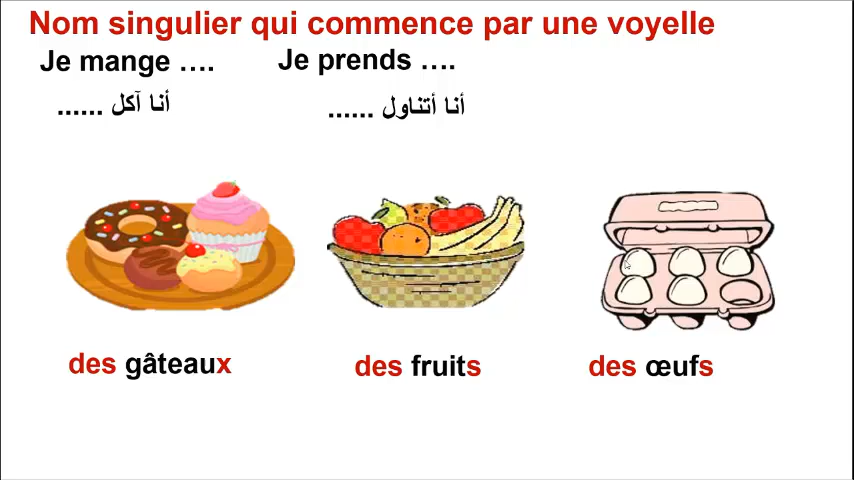 Nom singulier qui commence par une voyelle
Je mange ….
Je prends ….
أنا آكل ......
أنا أتناول ......
des gâteaux
des fruits
des œufs